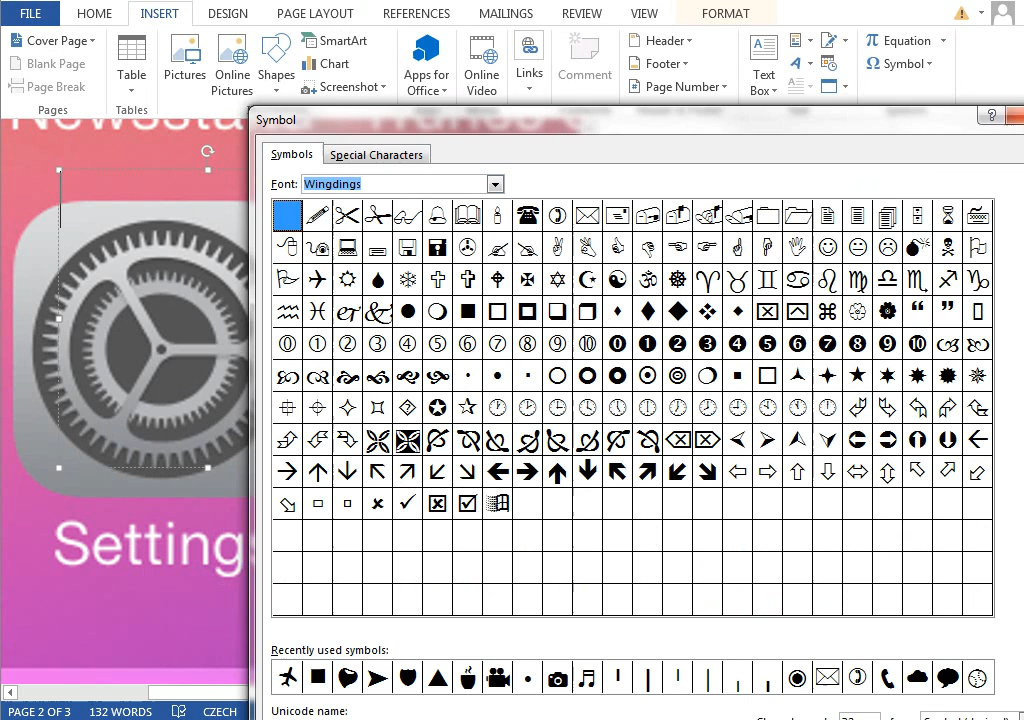 FILE HOME INSERT DESIGN PAGE LAYOUT REFERENCES MAILINGS REVIEW VIEW FORMAT
Cover Page
Blank Page
Page Break
Pages
Table
Tables
Pictures
Online Pictures
Shapes
SmartArt
Chart
Screenshot
Apps for Office
Online Video
Links
Comment
Header
Footer
Page Number
Text Box
Equation
Symbol
Symbol
Symbols Special Characters
Font: Wingdings
Settings
Recently used symbols:
Unicode name:
PAGE 2 OF 3 132 WORDS CZECH